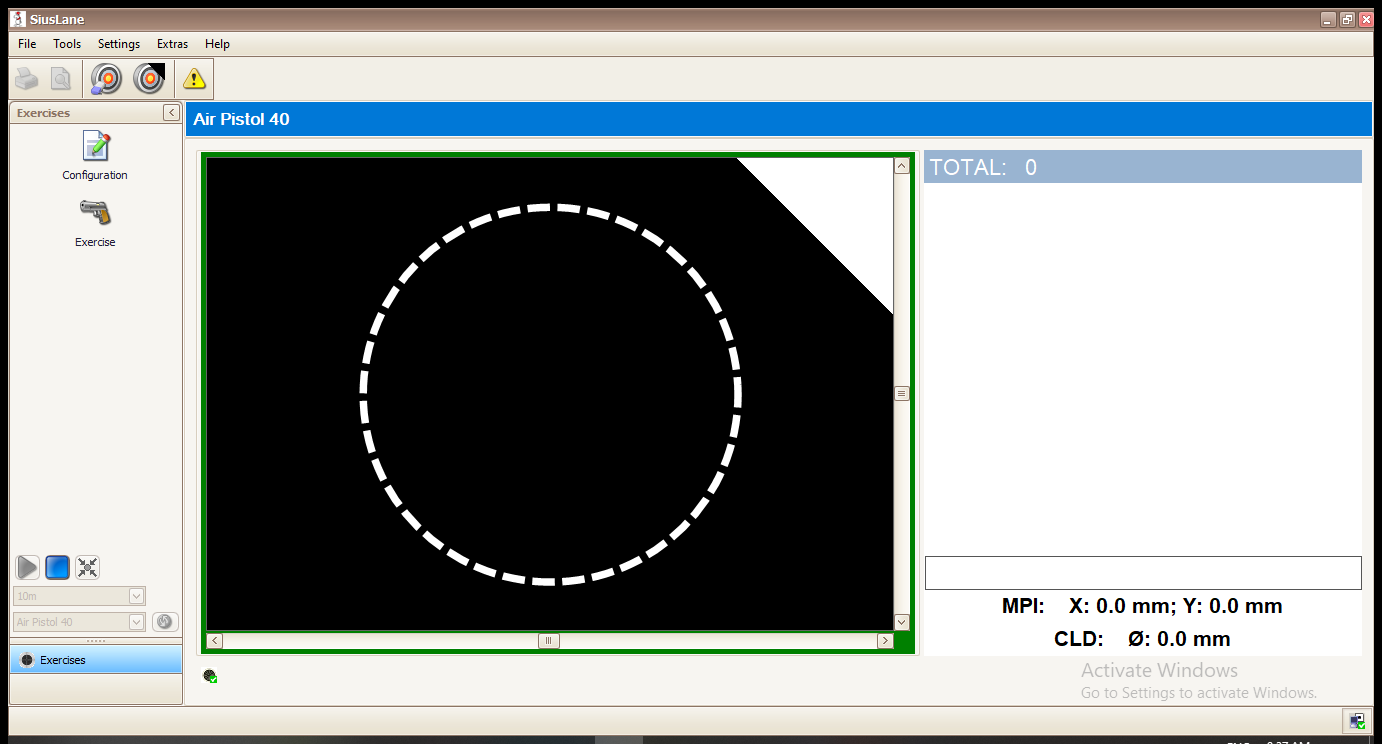 SiusLane
File Tools Settings Extras Help
Exercises
Configuration
Exercise
10m
Air Pistol 40
Exercises
Air Pistol 40
TOTAL: 0
MPI: X: 0.0 mm; Y: 0.0 mm
CLD: Ø: 0.0 mm
Activate Windows
Go to Settings to activate Windows.